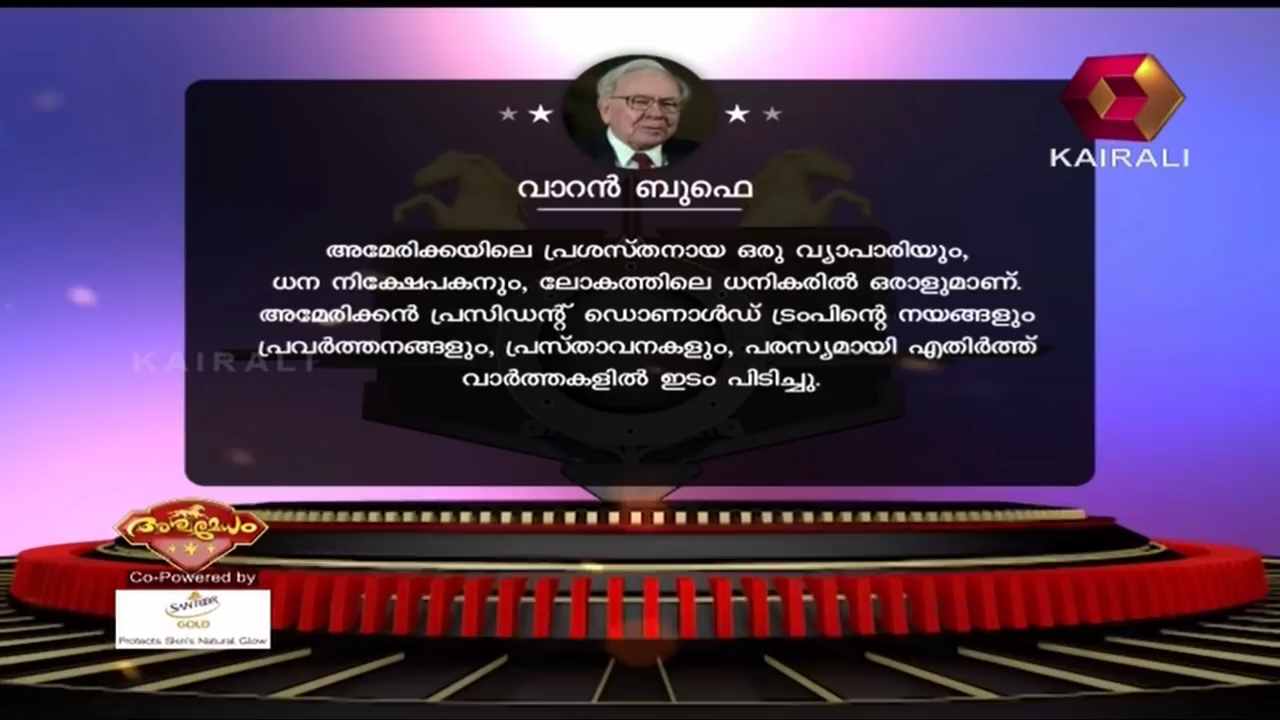 KAIRALI
വാറൻ ബുഫെ
അമേരിക്കയിലെ പ്രശസ്തനായ ഒരു വ്യാപാരിയും,
ധന നിക്ഷേപകനും, ലോകത്തിലെ ധനികരിൽ ഒരാളുമാണ്.
അമേരിക്കൻ പ്രസിഡന്റ് ഡൊണാൾഡ് ട്രംപിന്റെ നയങ്ങളും
പ്രവർത്തനങ്ങളും, പ്രസ്താവനകളും, പരസ്യമായി എതിർത്ത്
വാർത്തകളിൽ ഇടം പിടിച്ചു.
KAIRALI
അശ്വമേധം
Co-Powered by
SANTOOR
GOLD
Protects Skin's Natural Glow